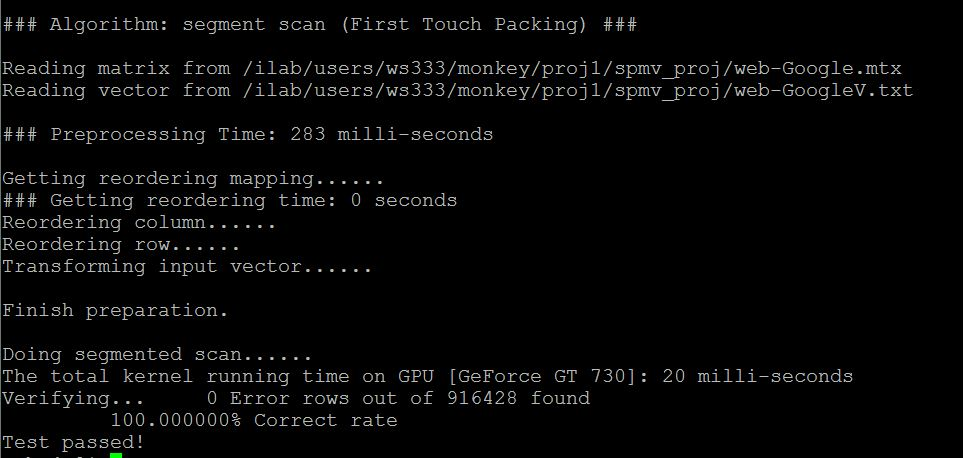 ### Algorithm: segment scan (First Touch Packing) ###
Reading matrix from /ilab/users/ws333/monkey/proj1/spmv_proj/web-Google.mtx
Reading vector from /ilab/users/ws333/monkey/proj1/spmv_proj/web-GoogleV.txt
### Preprocessing Time: 283 milli-seconds
Getting reordering mapping......
### Getting reordering time: 0 seconds
Reordering column......
Reordering row......
Transforming input vector......
Finish preparation.
Doing segmented scan......
The total kernel running time on GPU [GeForce GT 730]: 20 milli-seconds
Verifying...     0 Error rows out of 916428 found
         100.000000% Correct rate
Test passed!